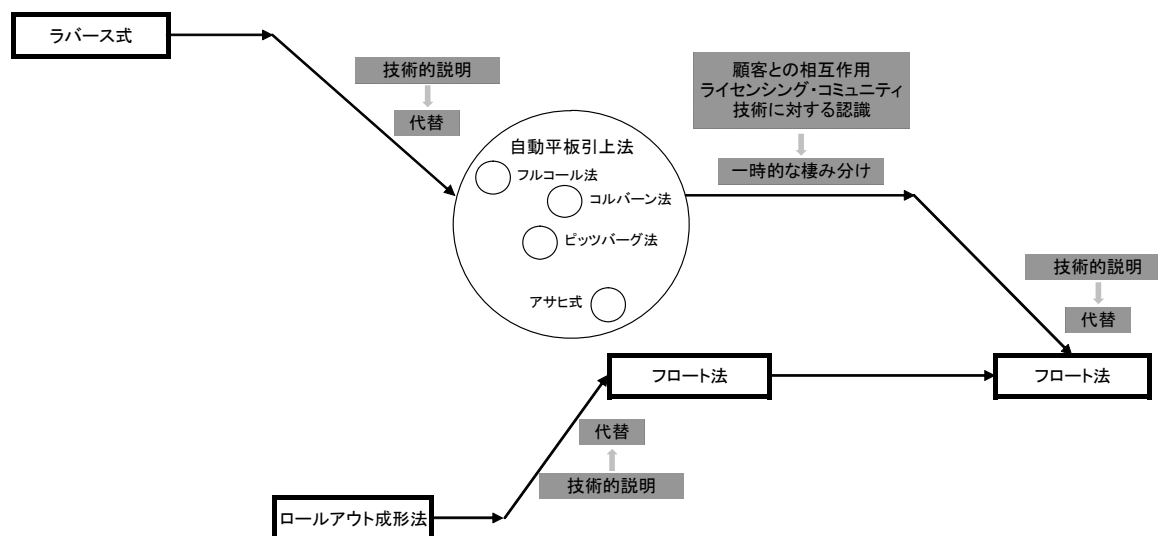 ラバース式
技術的説明
代替
顧客との相互作用
ライセンシング・コミュニティ
技術に対する認識
一時的な棲み分け
自動平板引上法
フルコール法
コルバーン法
ピッツバーグ法
アサヒ式
技術的説明
代替
フロート法
フロート法
代替
技術的説明
ロールアウト成形法